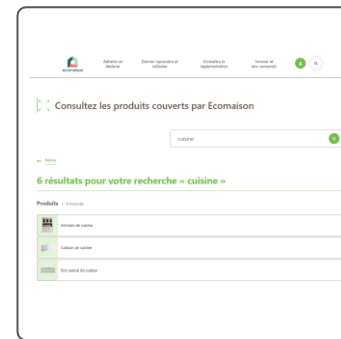 ecomaison
Adhérer et
déclarer
Donner reprendre et
collecter
Connaître la
réglementation
Innover et
éco-concevoir
Consultez les produits couverts par Ecomaison
cuisine
← Retour
6 résultats pour votre recherche « cuisine »
Produits
Armoire de cuisine
Caisson de cuisine
Îlot central de cuisine